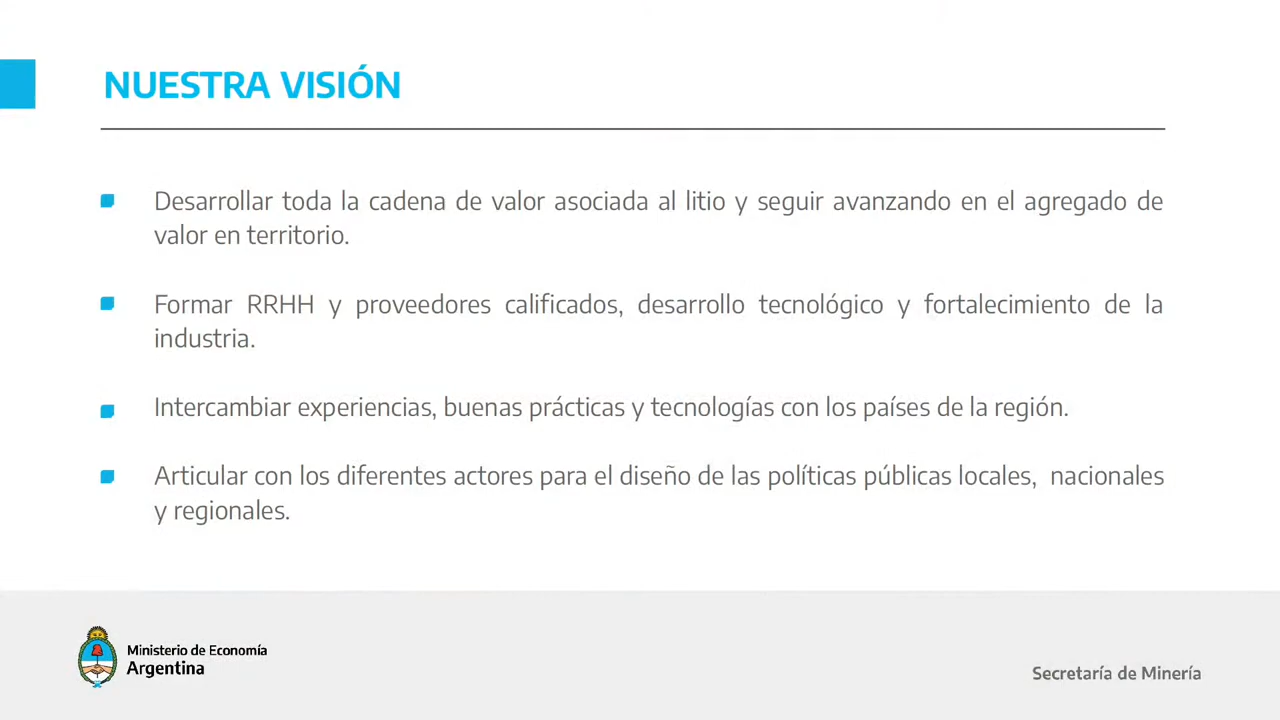 NUESTRA VISIÓN
Desarrollar toda la cadena de valor asociada al litio y seguir avanzando en el agregado de
valor en territorio.
Formar RRHH y proveedores calificados, desarrollo tecnológico y fortalecimiento de la
industria.
Intercambiar experiencias, buenas prácticas y tecnologías con los países de la región.
Articular con los diferentes actores para el diseño de las políticas públicas locales, nacionales
y regionales.
Ministerio de Economía
Argentina
Secretaría de Minería